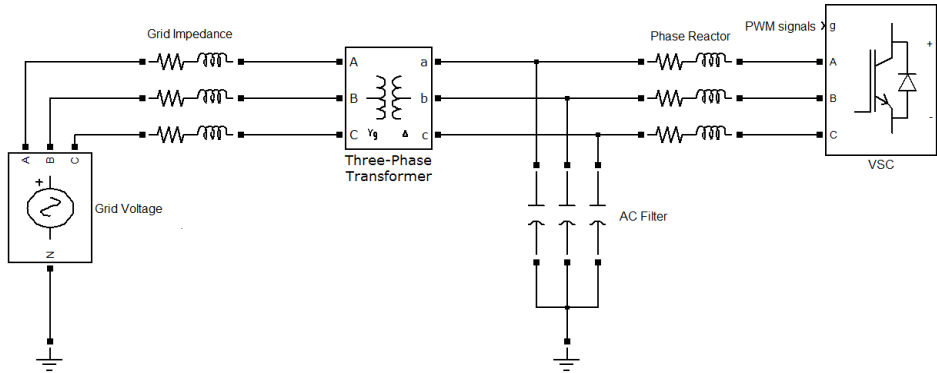 Grid Impedance
Phase Reactor
PWM signals
g
A
B
C
Yg Δ
a
b
c
Three-Phase
Transformer
A
B
C
+
-
VSC
A B C
+
N
Grid Voltage
AC Filter